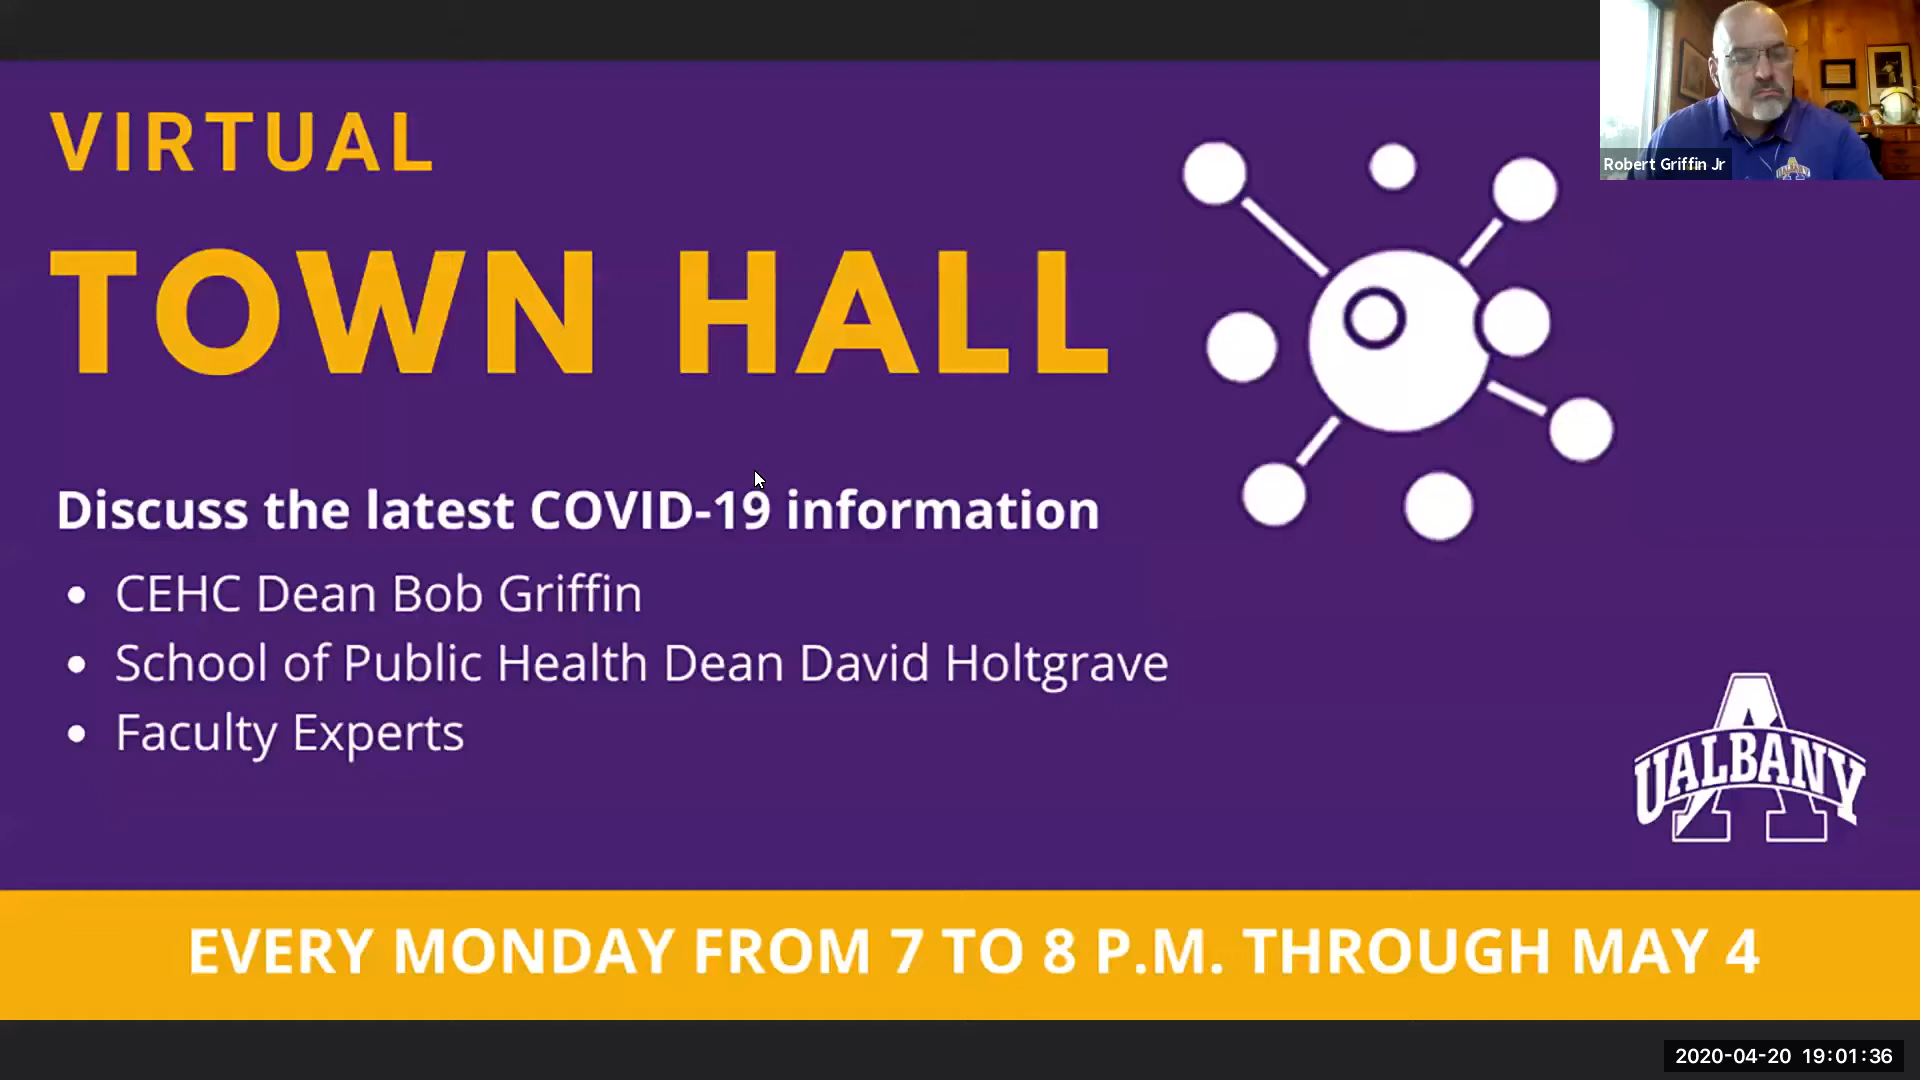 VIRTUAL
TOWN HALL
Discuss the latest COVID-19 information
• CEHC Dean Bob Griffin
• School of Public Health Dean David Holtgrave
• Faculty Experts
UALBANY
EVERY MONDAY FROM 7 TO 8 P.M. THROUGH MAY 4
Robert Griffin Jr
UALBANY
2020-04-20 19:01:36